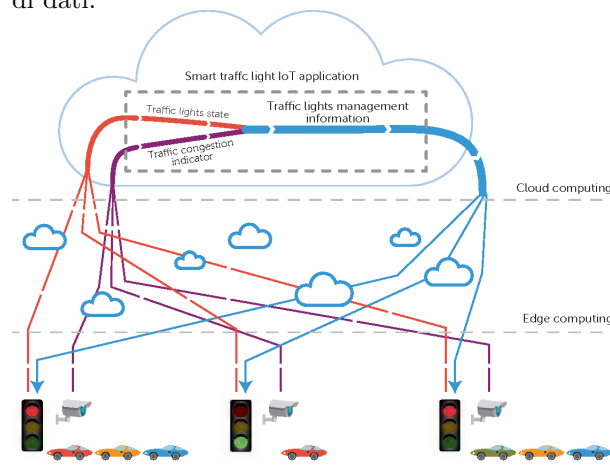 di dati.
Smart traffc light IoT application
Traffic lights state
Traffic lights management
information
Traffic congestion
indicator
Cloud computing
Edge computing